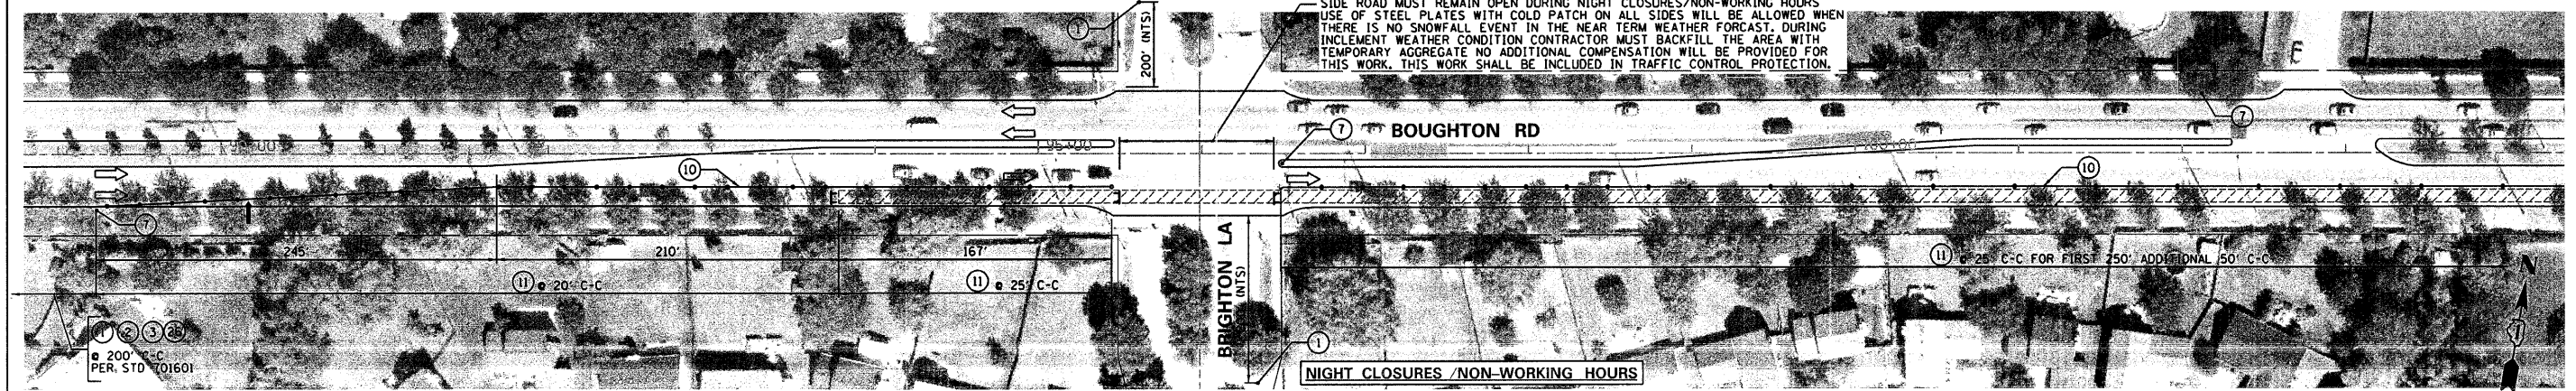 SIDE ROAD MUST REMAIN OPEN DURING NIGHT CLOSURES/NON-WORKING HOURS
USE OF STEEL PLATES WITH COLD PATCH ON ALL SIDES WILL BE ALLOWED WHEN
THERE IS NO SNOWFALL EVENT IN THE NEAR TERM WEATHER FORCAST. DURING
INCLEMENT WEATHER CONDITION CONTRACTOR MUST BACKFILL THE AREA WITH
TEMPORARY AGGREGATE NO ADDITIONAL COMPENSATION WILL BE PROVIDED FOR
THIS WORK. THIS WORK SHALL BE INCLUDED IN TRAFFIC CONTROL PROTECTION.
1
200' (NTS)
7
BOUGHTON RD
7
95+00
10
10
7
245'
210'
167'
11 @ 20' C-C
11 @ 25' C-C
11 @ 25' C-C FOR FIRST 250' ADDITIONAL 50' C-C
BRIGHTON LA
(NTS)
N
1 2 3 26
@ 200' C-C
PER. STD 701601
1
NIGHT CLOSURES /NON-WORKING HOURS